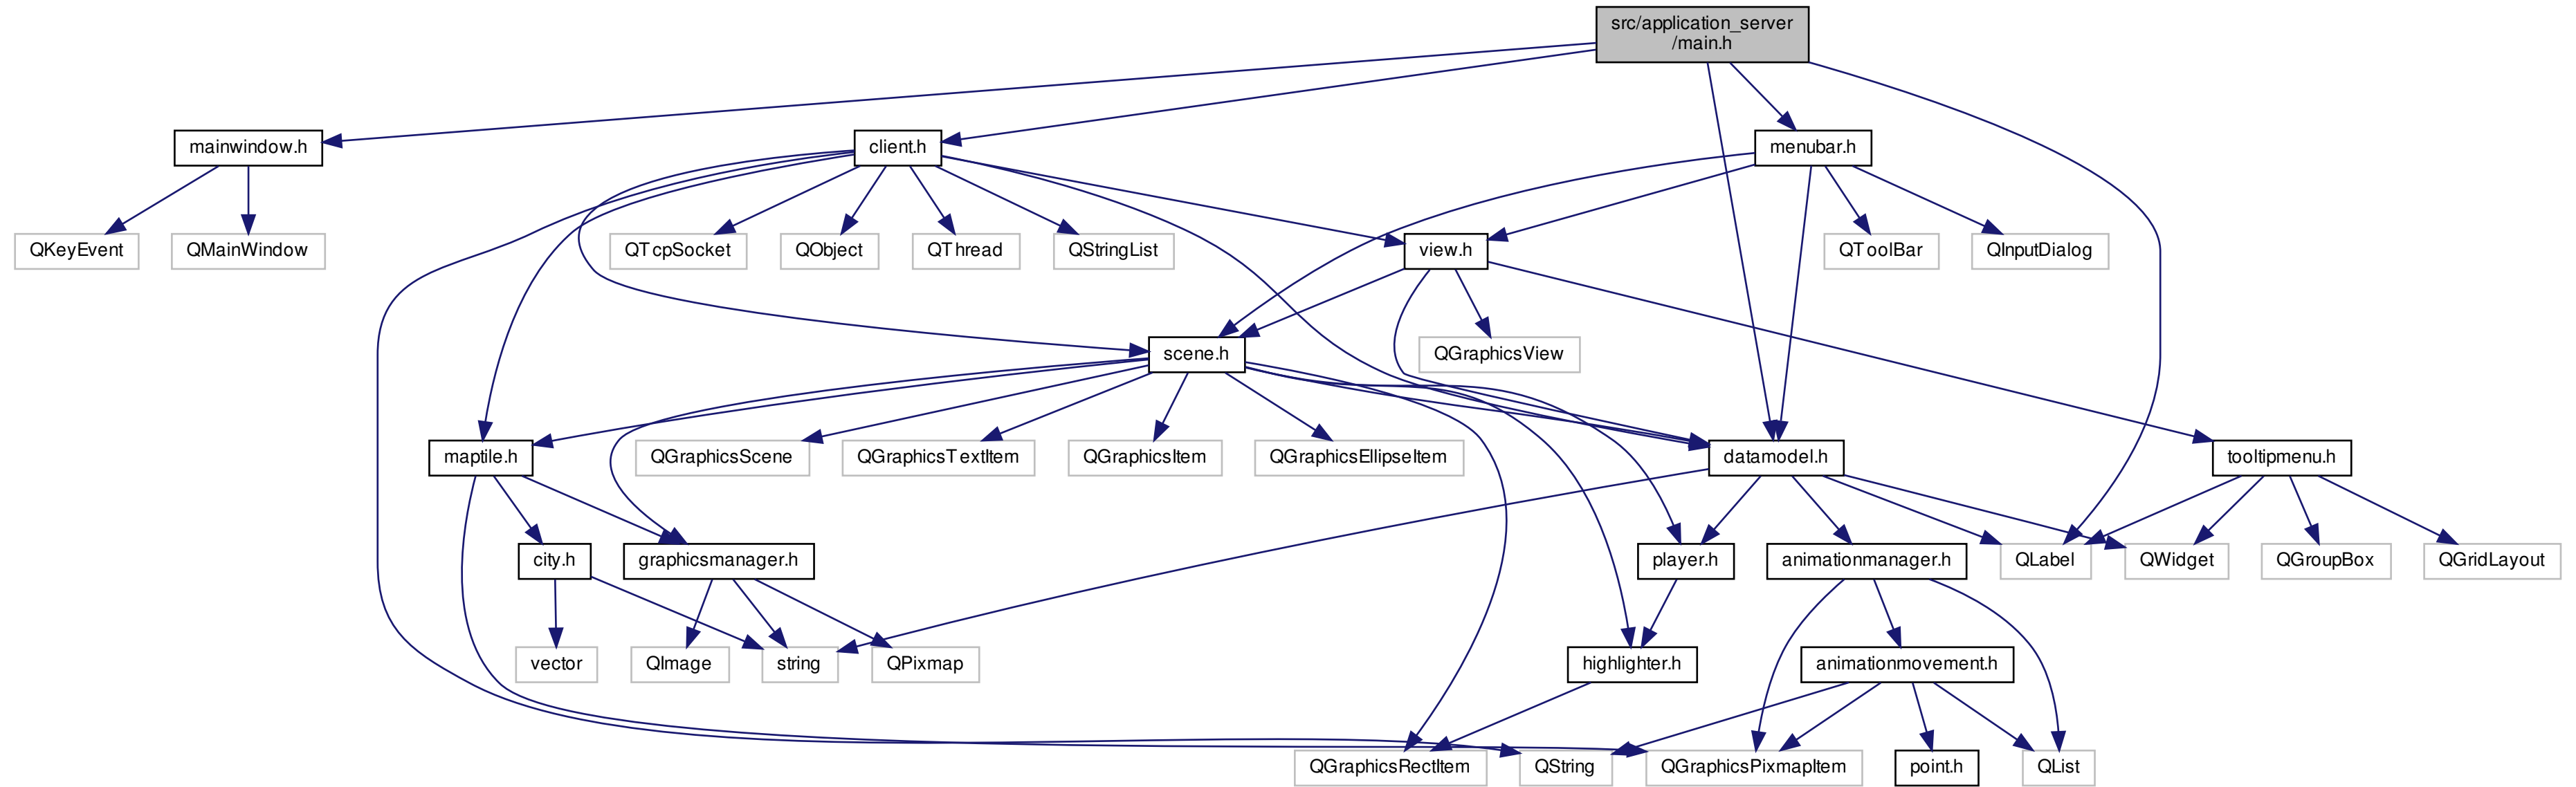 src/application_server
/main.h
mainwindow.h
client.h
menubar.h
QKeyEvent
QMainWindow
QTcpSocket
QObject
QThread
QStringList
view.h
QToolBar
QInputDialog
scene.h
QGraphicsView
maptile.h
QGraphicsScene
QGraphicsTextItem
QGraphicsItem
QGraphicsEllipseItem
datamodel.h
tooltipmenu.h
city.h
graphicsmanager.h
player.h
animationmanager.h
QLabel
QWidget
QGroupBox
QGridLayout
vector
QImage
string
QPixmap
highlighter.h
animationmovement.h
QGraphicsRectItem
QString
QGraphicsPixmapItem
point.h
QList